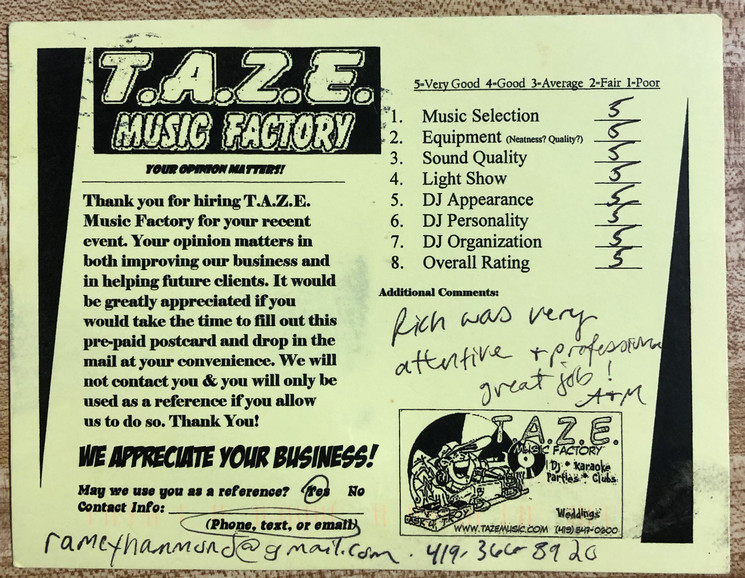 T.A.Z.E.
MUSIC FACTORY
YOUR OPINION MATTERS!
Thank you for hiring T.A.Z.E.
Music Factory for your recent
event. Your opinion matters in
both improving our business and
in helping future clients. It would
be greatly appreciated if you
would take the time to fill out this
pre-paid postcard and drop in the
mail at your convenience. We will
not contact you & you will only be
used as a reference if you allow
us to do so. Thank You!
WE APPRECIATE YOUR BUSINESS!
May we use you as a reference? Yes No
Contact Info:
(Phone, text, or email)
rameyhammond@gmail.com . 419-366-8920
5-Very Good 4-Good 3-Average 2-Fair 1-Poor
1. Music Selection 5
2. Equipment (Neatness? Quality?) 5
3. Sound Quality 5
4. Light Show 5
5. DJ Appearance 5
6. DJ Personality 5
7. DJ Organization 5
8. Overall Rating 5
Additional Comments:
Rich was very
attentive + professional
great job!
A+M
T.A.Z.E.
MUSIC FACTORY
Dj * Karaoke
Parties * Clubs
Weddings
WWW.TAZEMUSIC.COM (419) 547-0600